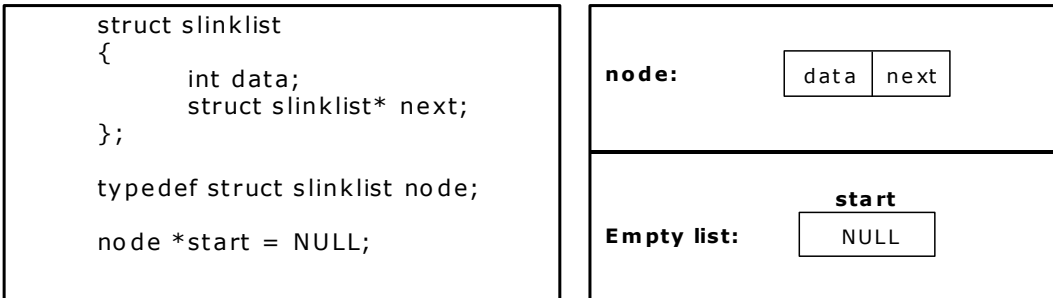 struct slinklist
{
int data;
struct slinklist* next;
};
typedef struct slinklist node;
node *start = NULL;
node:
data next
start
Empty list:
NULL